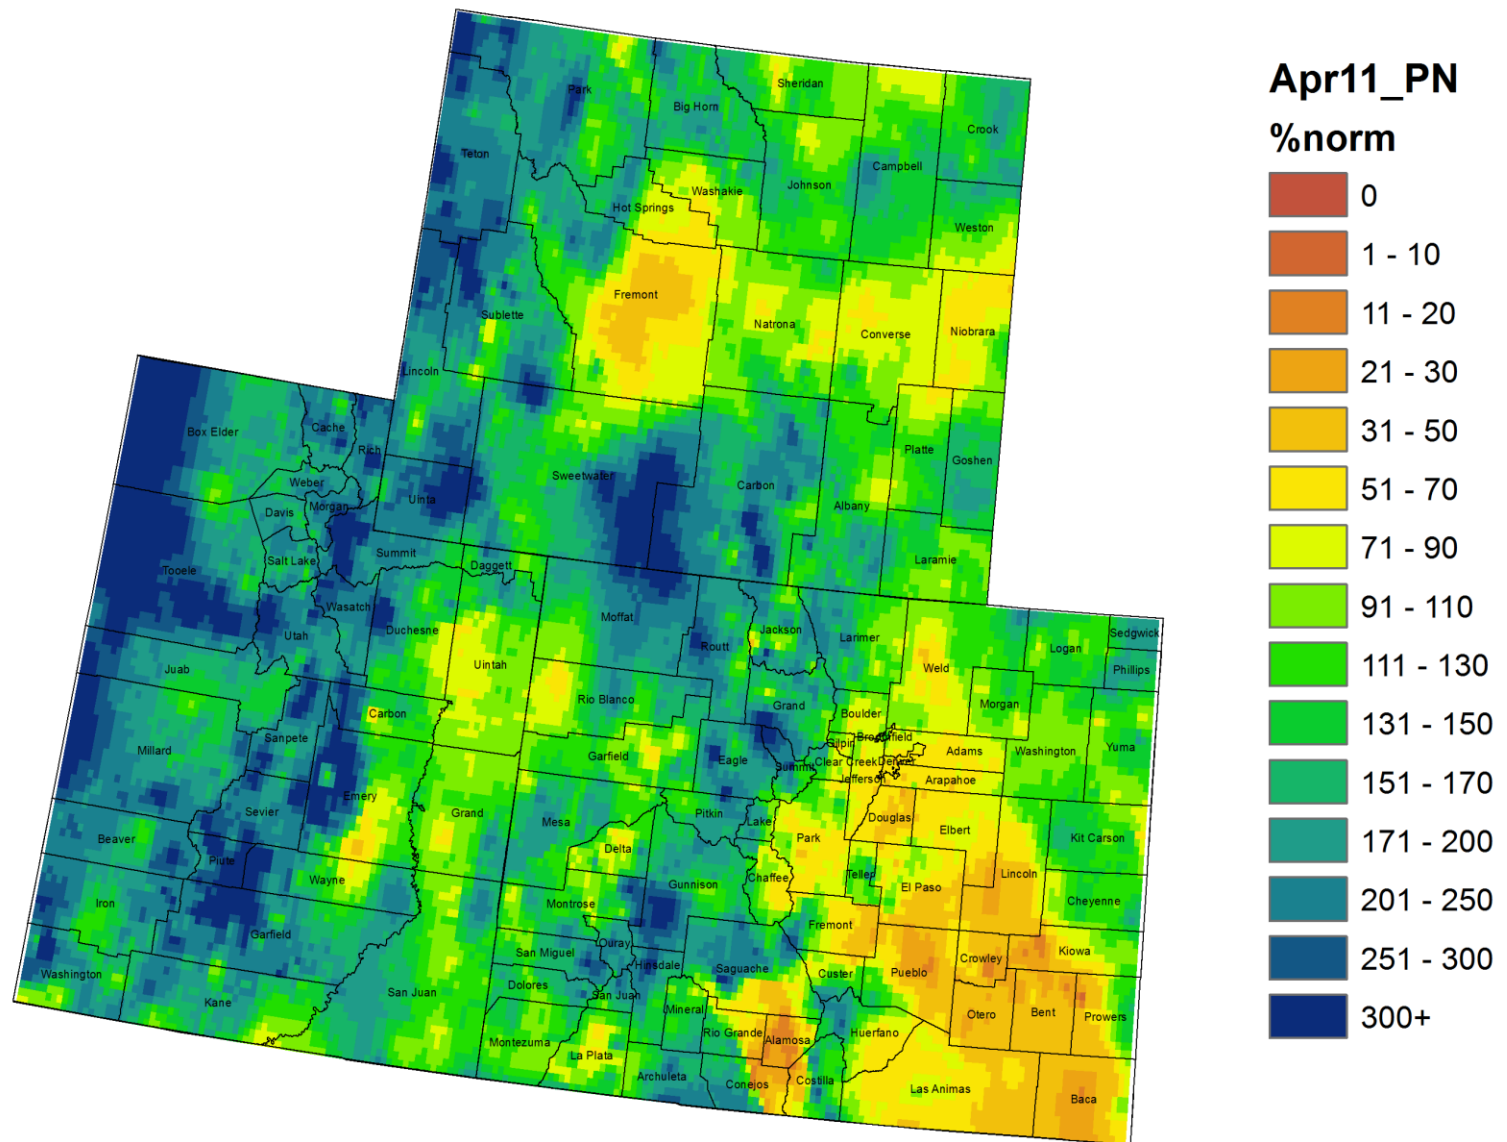 Apr11_PN
%norm
0
1 - 10
11 - 20
21 - 30
31 - 50
51 - 70
71 - 90
91 - 110
111 - 130
131 - 150
151 - 170
171 - 200
201 - 250
251 - 300
300+
Park
Big Horn
Sheridan
Crook
Teton
Campbell
Johnson
Washakie
Hot Springs
Weston
Fremont
Sublette
Natrona
Converse
Niobrara
Lincoln
Platte
Goshen
Sweetwater
Carbon
Albany
Uinta
Laramie
Box Elder
Cache
Rich
Weber
Davis
Morgan
Salt Lake
Summit
Tooele
Daggett
Wasatch
Utah
Duchesne
Uintah
Juab
Carbon
Sanpete
Millard
Emery
Grand
Sevier
Beaver
Piute
Wayne
Iron
Garfield
Washington
Kane
San Juan
Moffat
Routt
Jackson
Larimer
Weld
Logan
Sedgwick
Phillips
Rio Blanco
Grand
Boulder
Morgan
Broomfield
Gilpin
Adams
Washington
Yuma
Garfield
Eagle
Summit
Clear Creek
Denver
Jefferson
Arapahoe
Mesa
Pitkin
Lake
Park
Douglas
Elbert
Kit Carson
Delta
Gunnison
Chaffee
Teller
El Paso
Lincoln
Cheyenne
Montrose
Fremont
Ouray
San Miguel
Hinsdale
Saguache
Custer
Pueblo
Crowley
Kiowa
Dolores
San Juan
Mineral
Rio Grande
Alamosa
Huerfano
Otero
Bent
Prowers
Montezuma
La Plata
Archuleta
Conejos
Costilla
Las Animas
Baca